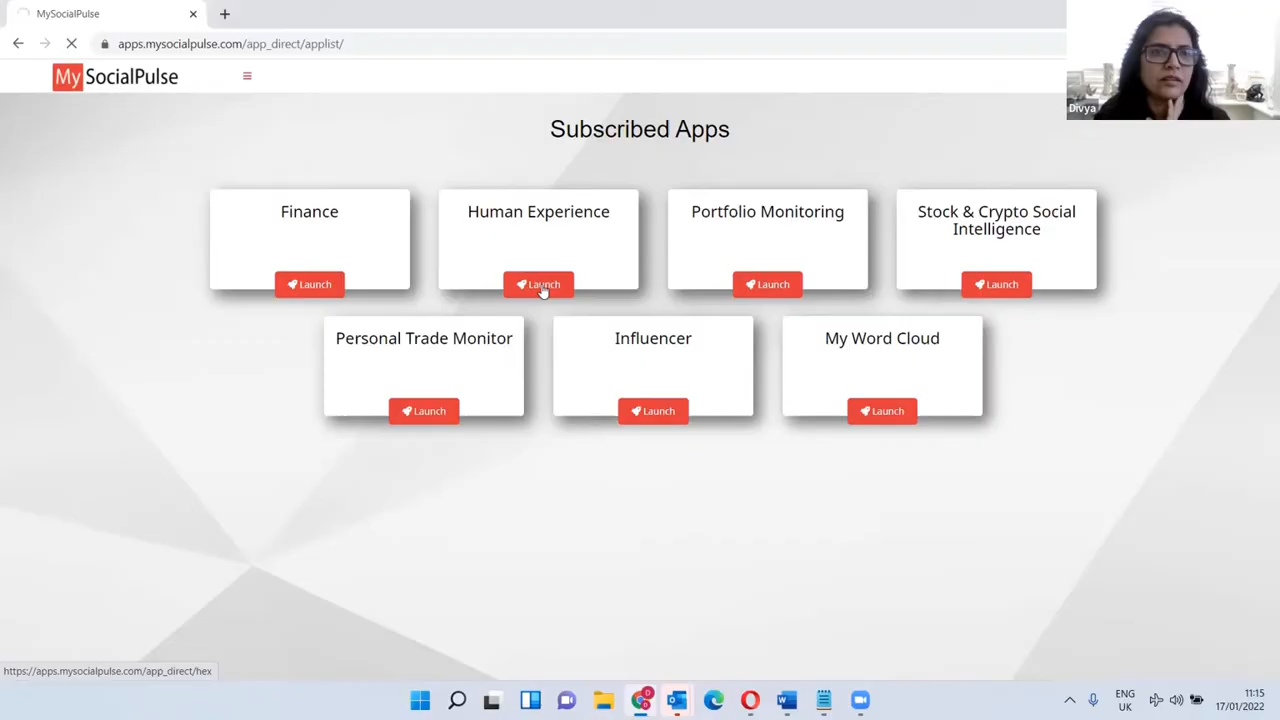 MySocialPulse
apps.mysocialpulse.com/app_direct/applist/
My SocialPulse
Divya
Subscribed Apps
Finance
Launch
Human Experience
Launch
Portfolio Monitoring
Launch
Stock & Crypto Social
Intelligence
Launch
Personal Trade Monitor
Launch
Influencer
Launch
My Word Cloud
Launch
https://apps.mysocialpulse.com/app_direct/hex
ENG
UK
11:15
17/01/2022